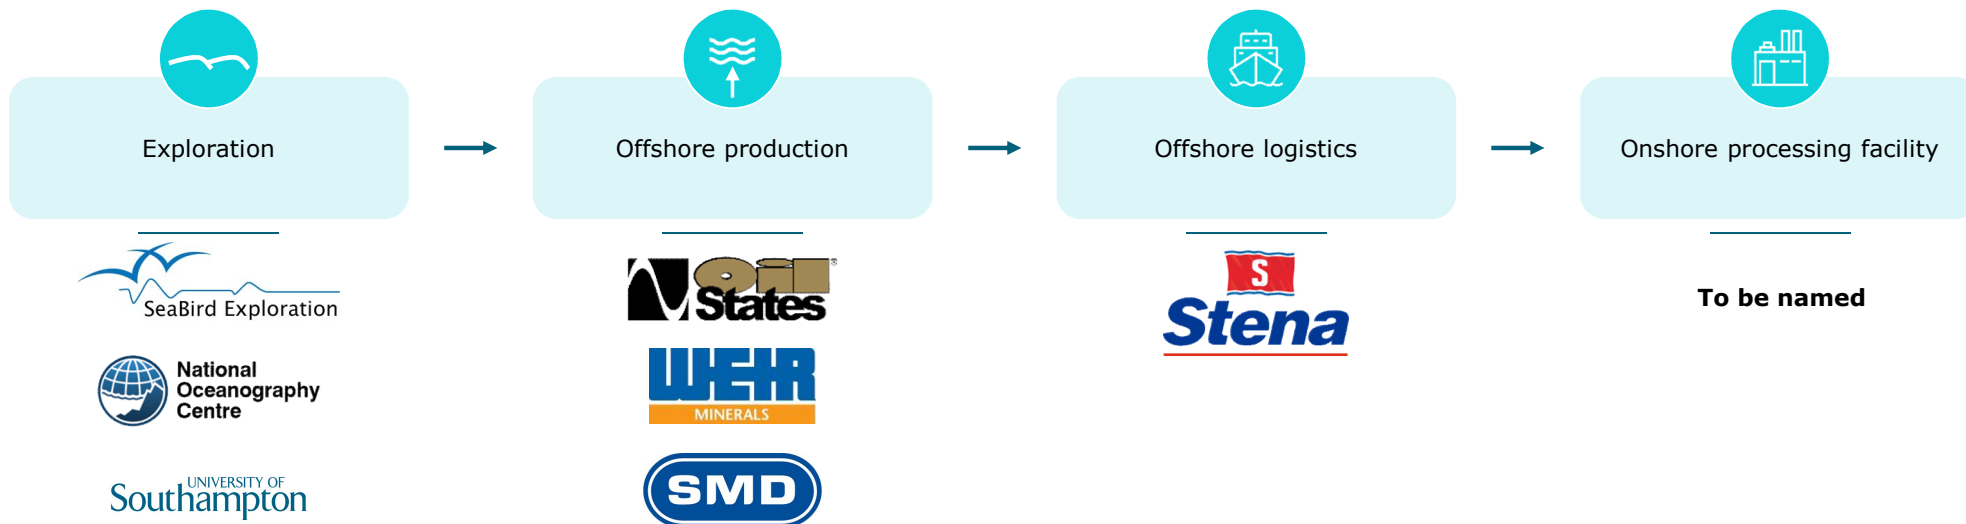 Exploration
Offshore production
Offshore logistics
Onshore processing facility
SeaBird Exploration
National
Oceanography
Centre
UNIVERSITY OF
Southampton
Oil
States®
WEIR
MINERALS
SMD
S
Stena
To be named